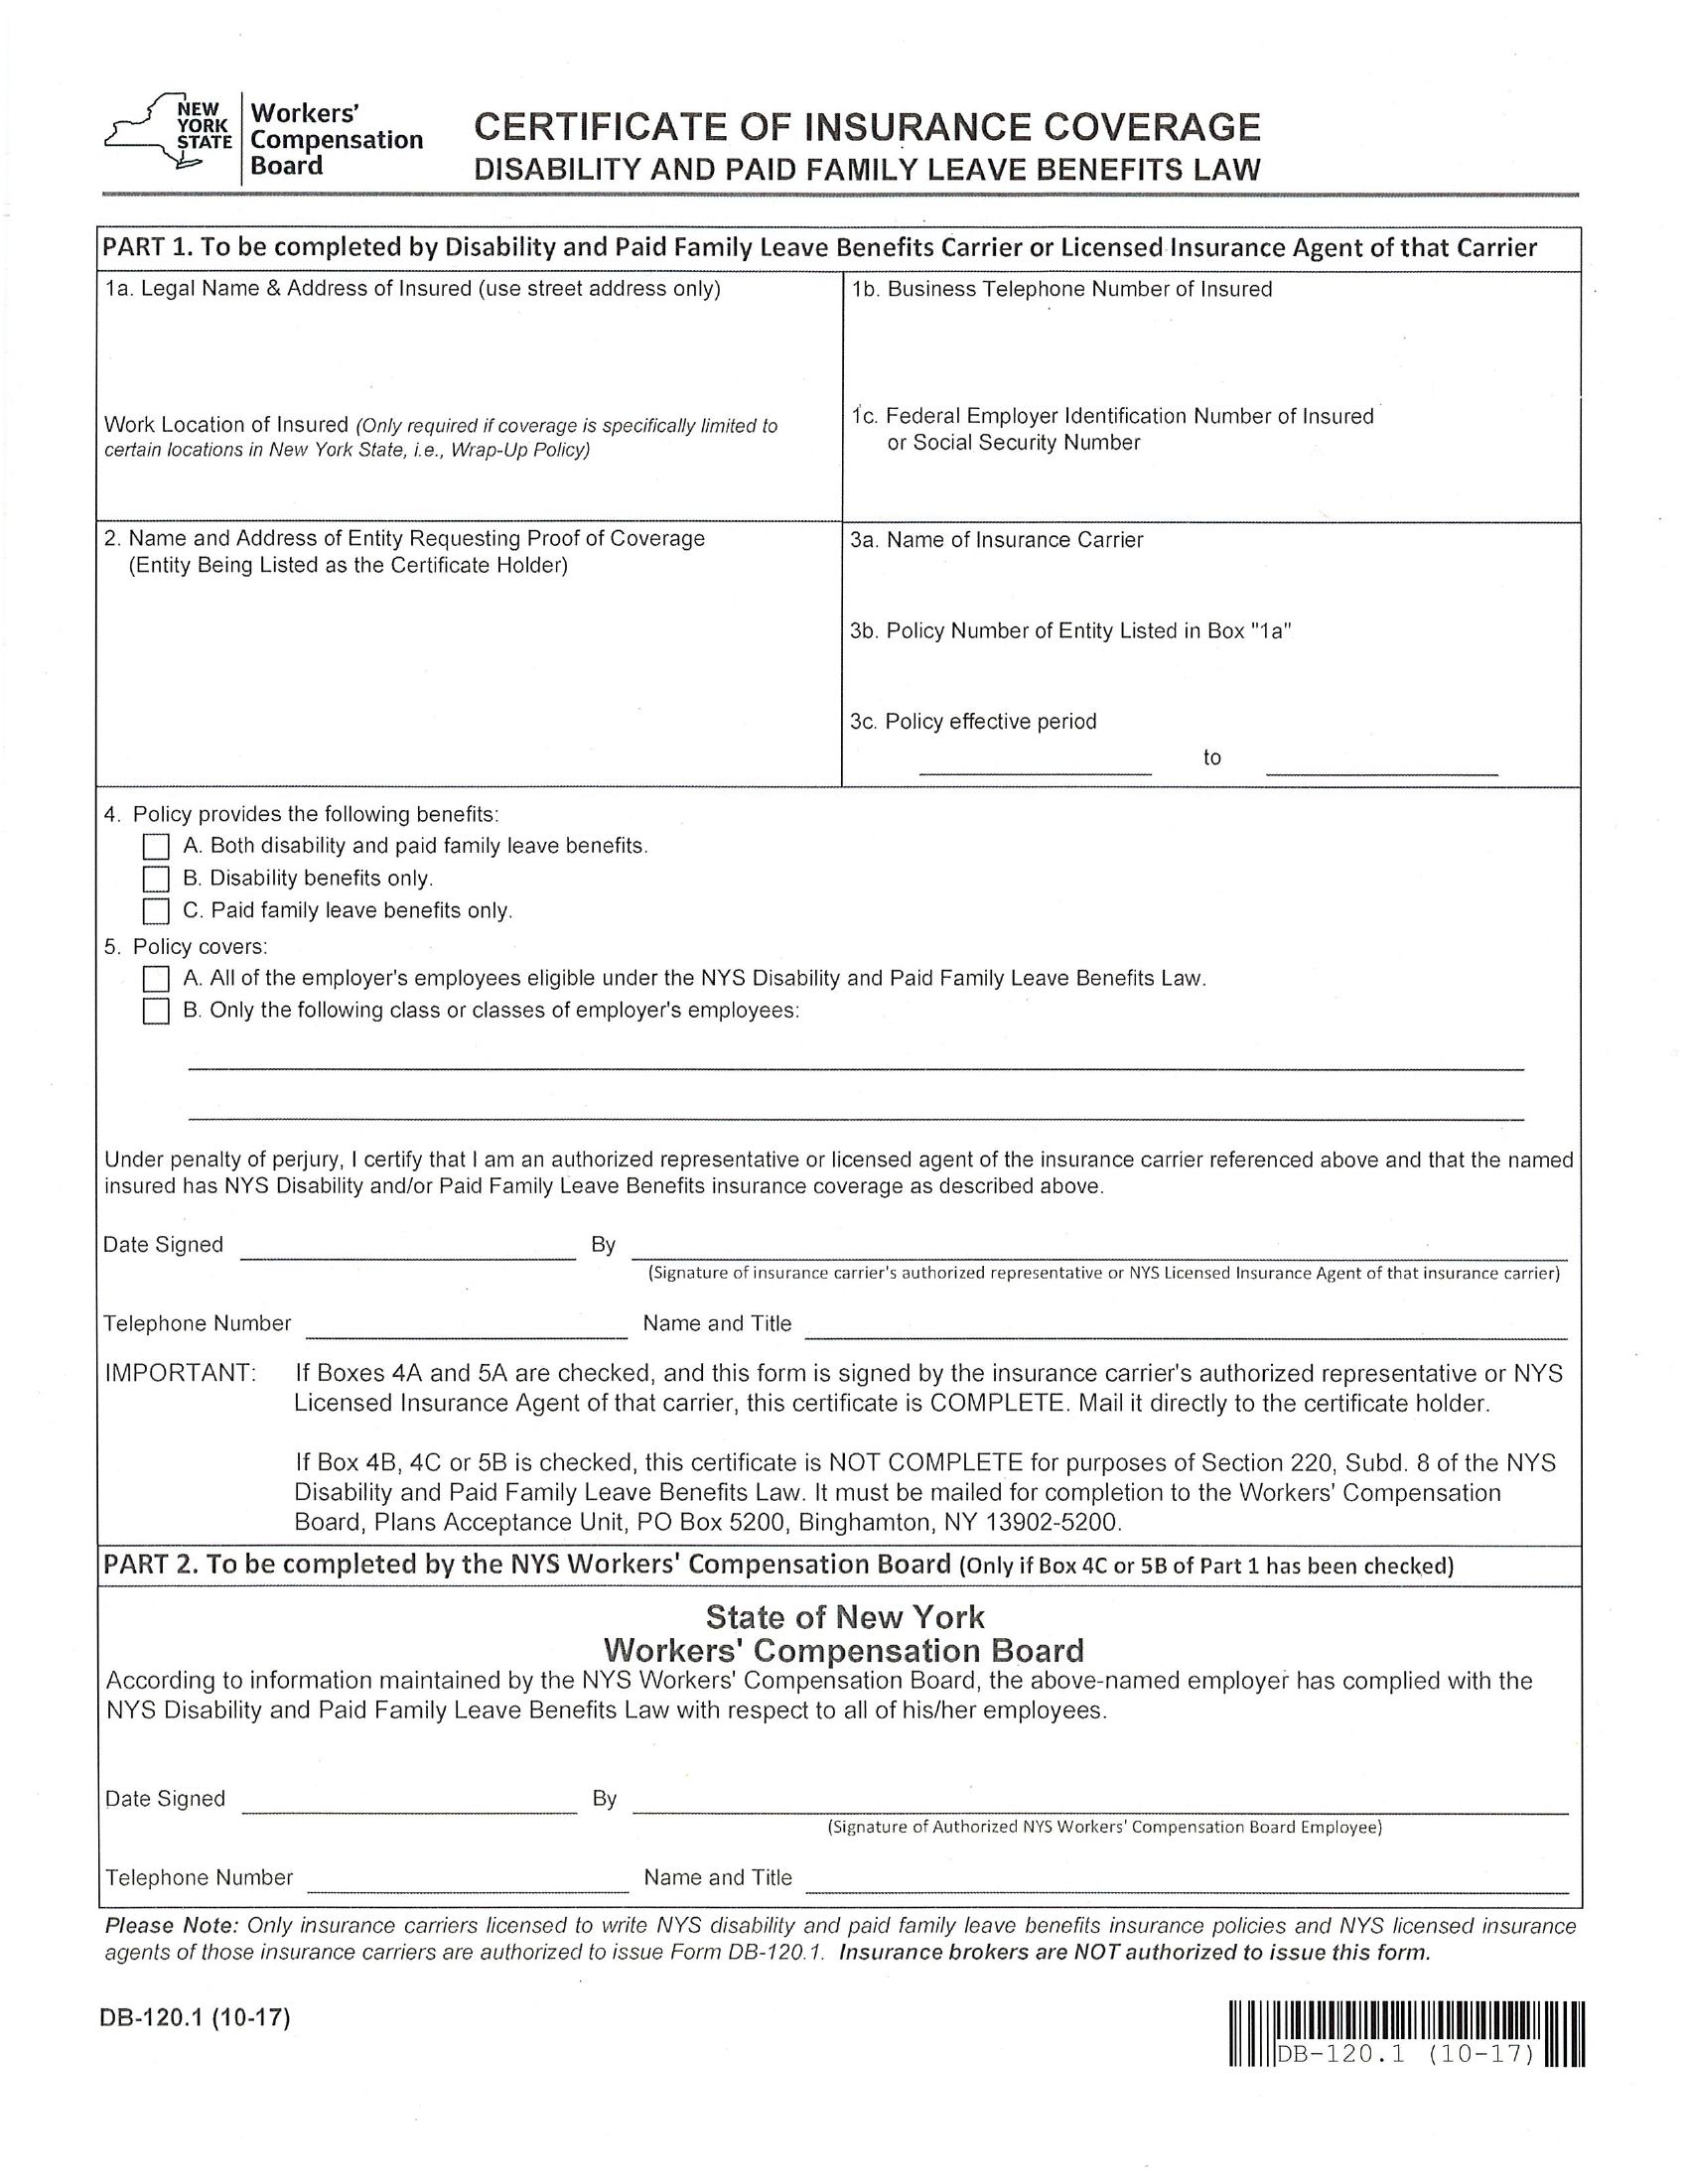 NEW YORK STATE
Workers' Compensation Board
CERTIFICATE OF INSURANCE COVERAGE
DISABILITY AND PAID FAMILY LEAVE BENEFITS LAW
PART 1. To be completed by Disability and Paid Family Leave Benefits Carrier or Licensed Insurance Agent of that Carrier
1a. Legal Name & Address of Insured (use street address only)
Work Location of Insured (Only required if coverage is specifically limited to
certain locations in New York State, i.e., Wrap-Up Policy)
1b. Business Telephone Number of Insured
1c. Federal Employer Identification Number of Insured
or Social Security Number
2. Name and Address of Entity Requesting Proof of Coverage
(Entity Being Listed as the Certificate Holder)
3a. Name of Insurance Carrier
3b. Policy Number of Entity Listed in Box "1a"
3c. Policy effective period
to
4. Policy provides the following benefits:
A. Both disability and paid family leave benefits.
B. Disability benefits only.
C. Paid family leave benefits only.
5. Policy covers:
A. All of the employer's employees eligible under the NYS Disability and Paid Family Leave Benefits Law.
B. Only the following class or classes of employer's employees:
Under penalty of perjury, I certify that I am an authorized representative or licensed agent of the insurance carrier referenced above and that the named
insured has NYS Disability and/or Paid Family Leave Benefits insurance coverage as described above.
Date Signed By
(Signature of insurance carrier's authorized representative or NYS Licensed Insurance Agent of that insurance carrier)
Telephone Number Name and Title
IMPORTANT: If Boxes 4A and 5A are checked, and this form is signed by the insurance carrier's authorized representative or NYS
Licensed Insurance Agent of that carrier, this certificate is COMPLETE. Mail it directly to the certificate holder.
If Box 4B, 4C or 5B is checked, this certificate is NOT COMPLETE for purposes of Section 220, Subd. 8 of the NYS
Disability and Paid Family Leave Benefits Law. It must be mailed for completion to the Workers' Compensation
Board, Plans Acceptance Unit, PO Box 5200, Binghamton, NY 13902-5200.
PART 2. To be completed by the NYS Workers' Compensation Board (Only if Box 4C or 5B of Part 1 has been checked)
State of New York
Workers' Compensation Board
According to information maintained by the NYS Workers' Compensation Board, the above-named employer has complied with the
NYS Disability and Paid Family Leave Benefits Law with respect to all of his/her employees.
Date Signed By
(Signature of Authorized NYS Workers' Compensation Board Employee)
Telephone Number Name and Title
Please Note: Only insurance carriers licensed to write NYS disability and paid family leave benefits insurance policies and NYS licensed insurance
agents of those insurance carriers are authorized to issue Form DB-120.1. Insurance brokers are NOT authorized to issue this form.
DB-120.1 (10-17)
DB-120.1 (10-17)